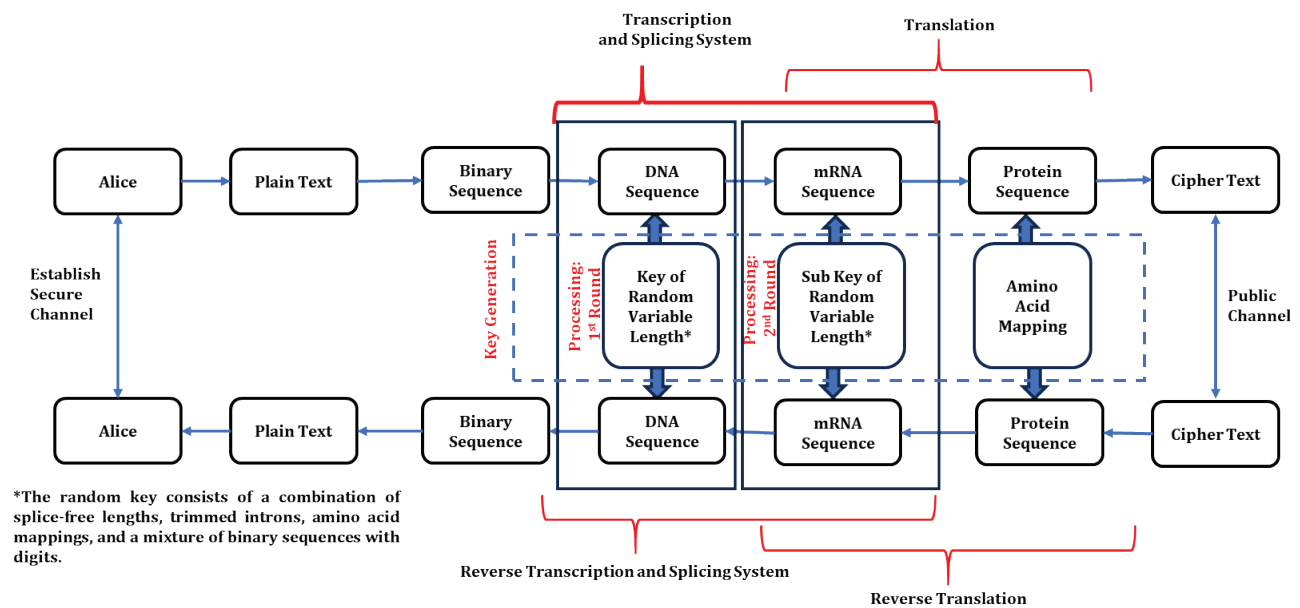 Transcription
and Splicing System
Translation
Alice
Plain Text
Binary
Sequence
DNA
Sequence
mRNA
Sequence
Protein
Sequence
Cipher Text
Establish
Secure
Channel
Key Generation
Processing:
1st Round
Key of
Random
Variable
Length*
Processing:
2nd Round
Sub Key of
Random
Variable
Length*
Amino
Acid
Mapping
Public
Channel
Alice
Plain Text
Binary
Sequence
DNA
Sequence
mRNA
Sequence
Protein
Sequence
Cipher Text
*The random key consists of a combination of
splice-free lengths, trimmed introns, amino acid
mappings, and a mixture of binary sequences with
digits.
Reverse Transcription and Splicing System
Reverse Translation